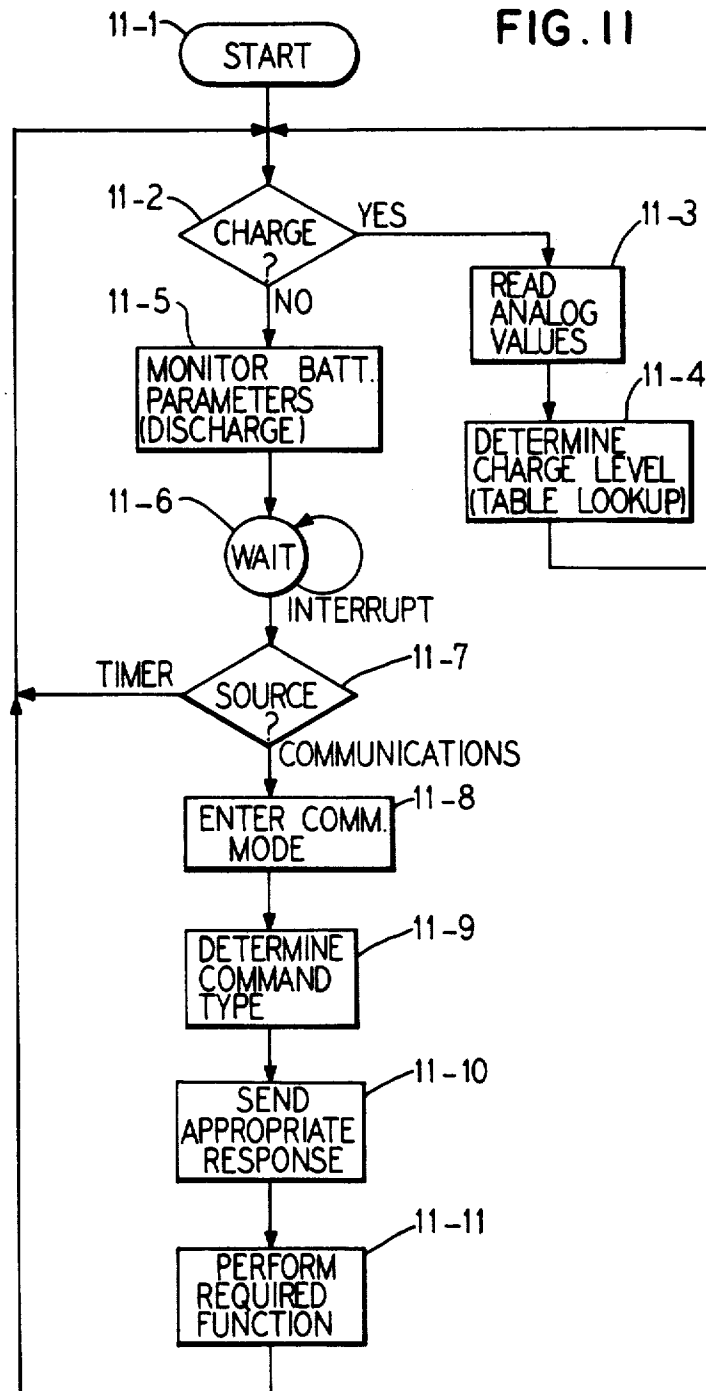 FIG.11
11-1
START
11-2
CHARGE
?
YES
NO
11-3
READ
ANALOG
VALUES
11-4
DETERMINE
CHARGE LEVEL
(TABLE LOOKUP)
11-5
MONITOR BATT.
PARAMETERS
(DISCHARGE)
11-6
WAIT
INTERRUPT
11-7
SOURCE
?
TIMER
COMMUNICATIONS
11-8
ENTER COMM.
MODE
11-9
DETERMINE
COMMAND
TYPE
11-10
SEND
APPROPRIATE
RESPONSE
11-11
PERFORM
REQUIRED
FUNCTION